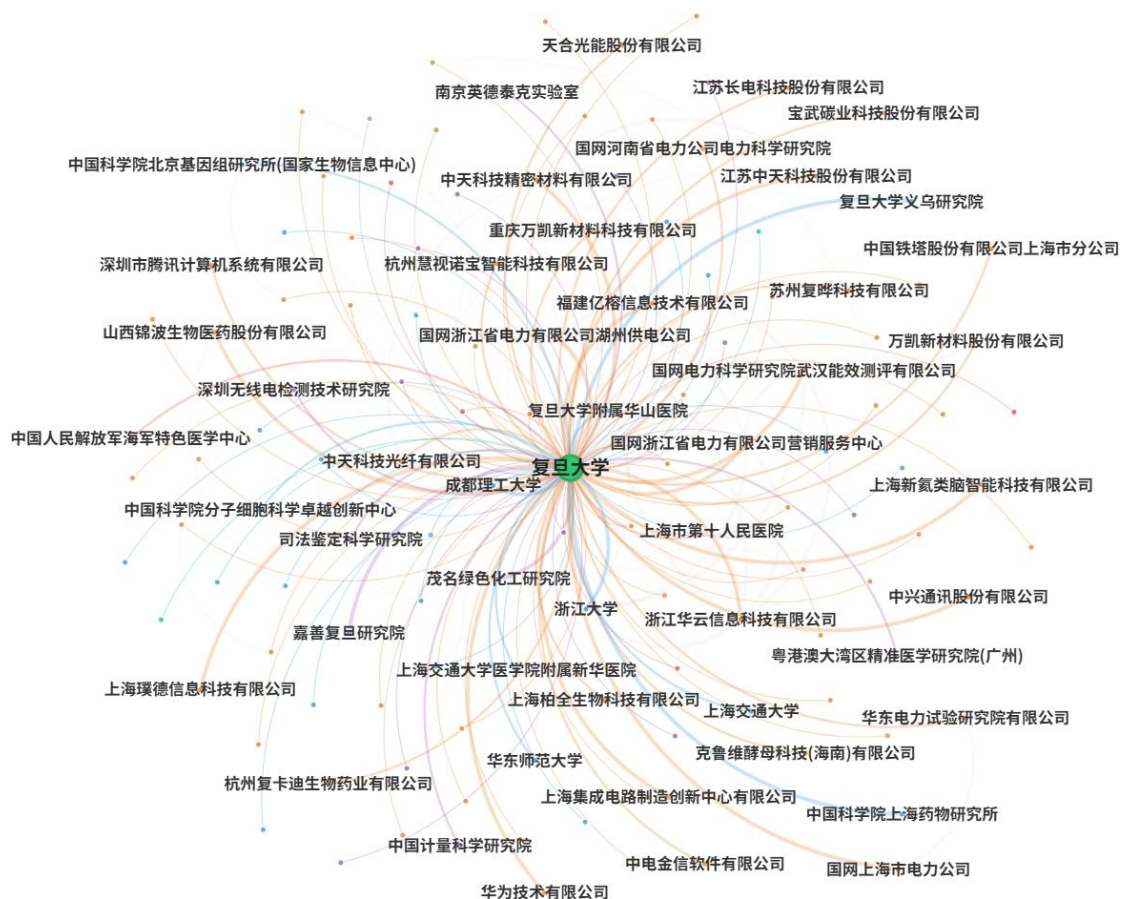 天合光能股份有限公司
南京英德泰克实验室
江苏长电科技股份有限公司
宝武碳业科技股份有限公司
国网河南省电力公司电力科学研究院
中国科学院北京基因组研究所(国家生物信息中心)
中天科技精密材料有限公司
江苏中天科技股份有限公司
复旦大学义乌研究院
重庆万凯新材料科技有限公司
中国铁塔股份有限公司上海市分公司
深圳市腾讯计算机系统有限公司
杭州慧视诺宝智能科技有限公司
苏州复晔科技有限公司
福建亿榕信息技术有限公司
山西锦波生物医药股份有限公司
国网浙江省电力有限公司湖州供电公司
万凯新材料股份有限公司
国网电力科学研究院武汉能效测评有限公司
深圳无线电检测技术研究院
复旦大学附属华山医院
中国人民解放军海军特色医学中心
国网浙江省电力有限公司营销服务中心
中天科技光纤有限公司
复旦大学
成都理工大学
上海新氦类脑智能科技有限公司
中国科学院分子细胞科学卓越创新中心
上海市第十人民医院
司法鉴定科学研究院
茂名绿色化工研究院
中兴通讯股份有限公司
浙江大学
浙江华云信息科技有限公司
嘉善复旦研究院
粤港澳大湾区精准医学研究院(广州)
上海交通大学医学院附属新华医院
上海璞德信息科技有限公司
上海柏全生物科技有限公司
上海交通大学
华东电力试验研究院有限公司
克鲁维酵母科技(海南)有限公司
华东师范大学
杭州复卡迪生物药业有限公司
上海集成电路制造创新中心有限公司
中国科学院上海药物研究所
中国计量科学研究院
中电金信软件有限公司
国网上海市电力公司
华为技术有限公司